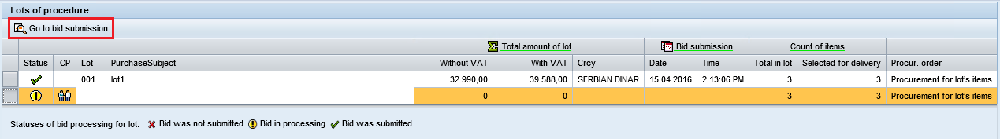 Lots of procedure
Go to bid submission
Total amount of lot Bid submission Count of items
Status CP Lot PurchaseSubject Without VAT With VAT Crcy Date Time Total in lot Selected for delivery Procur. order
001 lot1 32.990,00 39.588,00 SERBIAN DINAR 15.04.2016 2:13:06 PM 3 3 Procurement for lot's items
0 0 3 3 Procurement for lot's items
Statuses of bid processing for lot: Bid was not submitted Bid in processing Bid was submitted